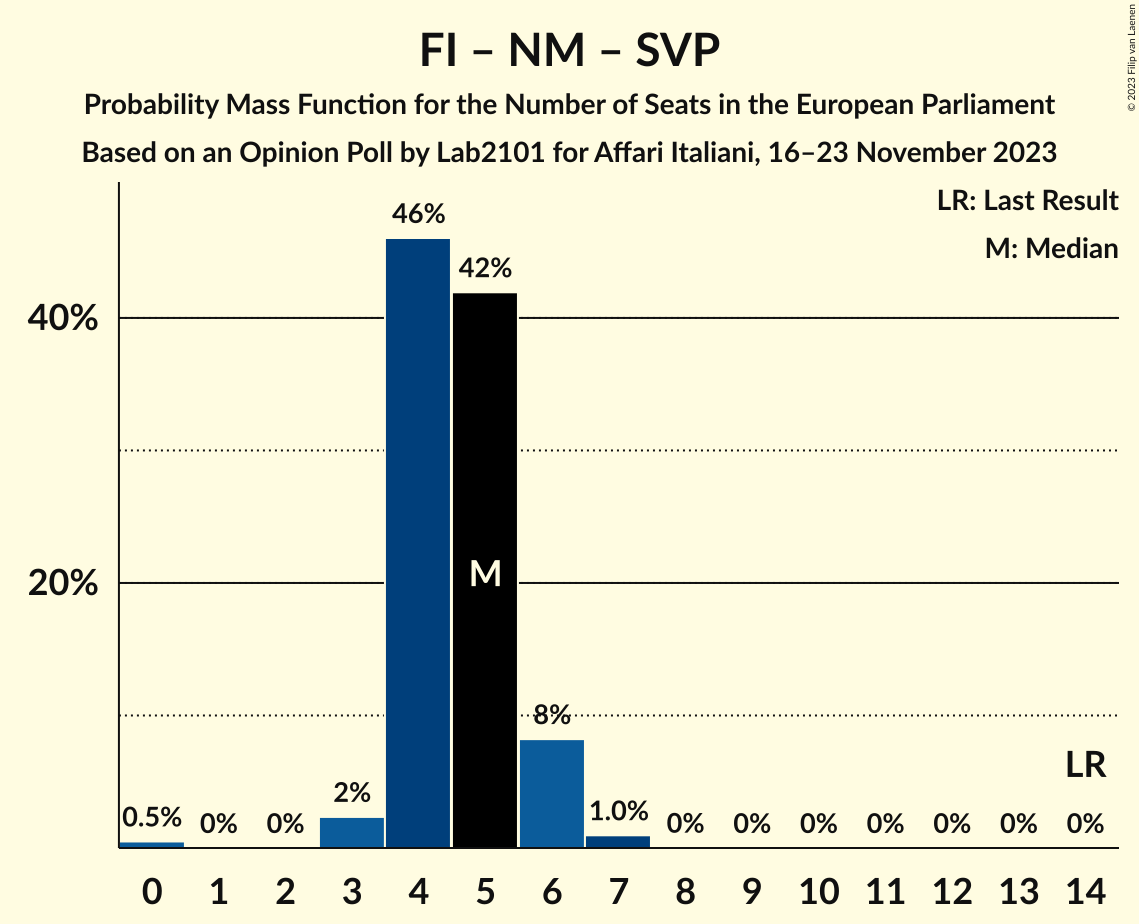 FI – NM – SVP
Probability Mass Function for the Number of Seats in the European Parliament
Based on an Opinion Poll by Lab2101 for Affari Italiani, 16–23 November 2023
© 2023 Filip van Laenen
LR: Last Result
M: Median
46%
42%
40%
M
20%
8%
LR
2%
0.5% 0% 0% 1.0% 0% 0% 0% 0% 0% 0% 0%
0 1 2 3 4 5 6 7 8 9 10 11 12 13 14